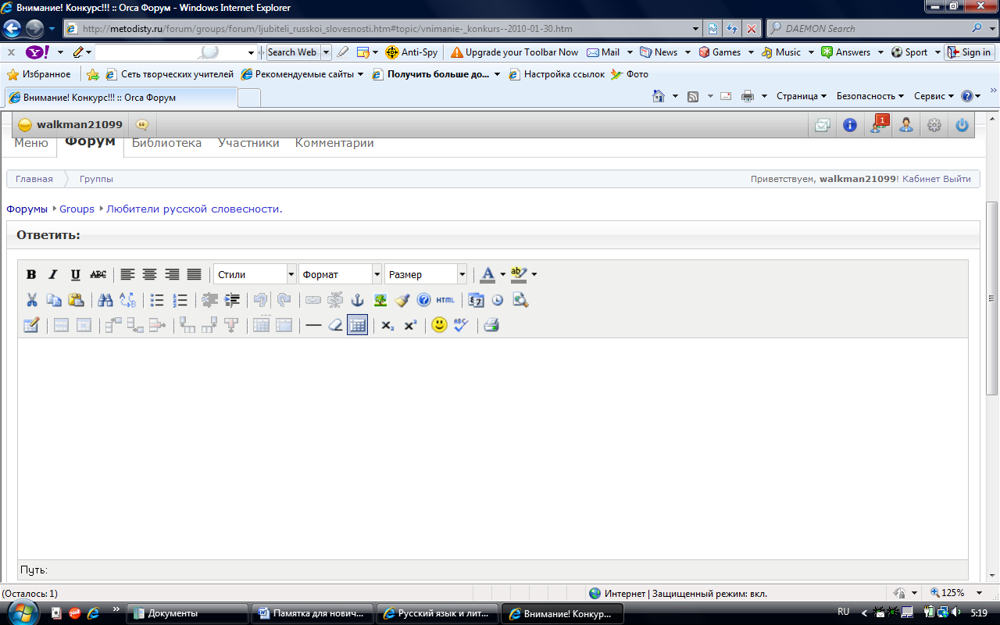 Внимание! Конкурс!!! :: Orca Форум - Windows Internet Explorer
http://metodisty.ru/forum/groups/forum/ljubiteli_russkoi_slovesnosti.htm#topic/vnimanie-_konkurs--2010-01-30.htm DAEMON Search
x Y! Search Web Anti-Spy Upgrade your Toolbar Now Mail News Games Music Answers Sport Sign in
Избранное Сеть творческих учителей Рекомендуемые сайты Получить больше до... Настройка ссылок Фото
Внимание! Конкурс!!! :: Orca Форум Страница Безопасность Сервис
walkman21099 1
Меню Форум Библиотека Участники Комментарии
Главная Группы Приветствуем, walkman21099! Кабинет Выйти
Форумы Groups Любители русской словесности.
Ответить:
B I U ABC Стили Формат Размер A ab
HTML
x₂ x² ABC
Путь:
(Осталось: 1) Интернет | Защищенный режим: вкл. 125%
Документы Памятка для нович... Русский язык и лит... Внимание! Конкур... RU 5:19